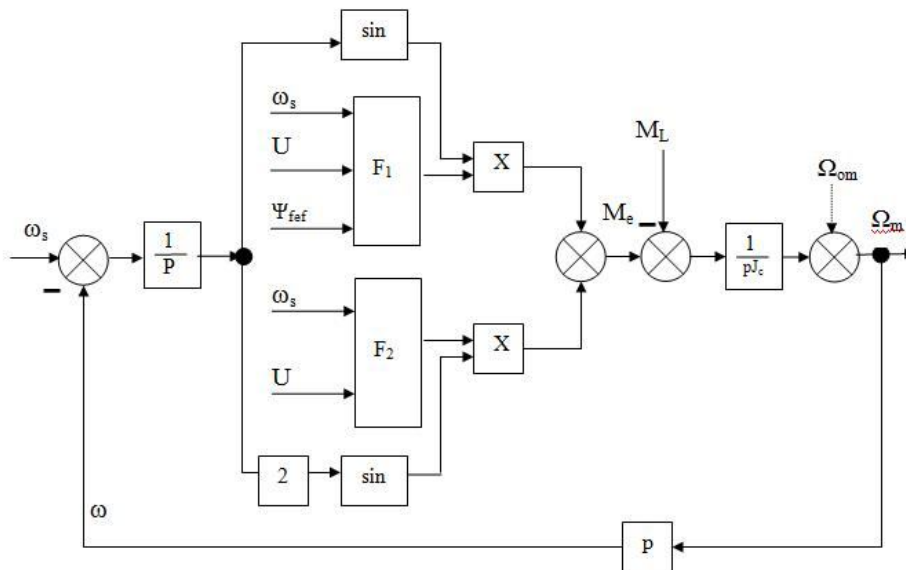 sin
ωs
U
Ψfef
F1
X
ML
Ωom
Ωm
Me
ωs
1
P
1
pJc
ωs
U
F2
X
2
sin
ω
p